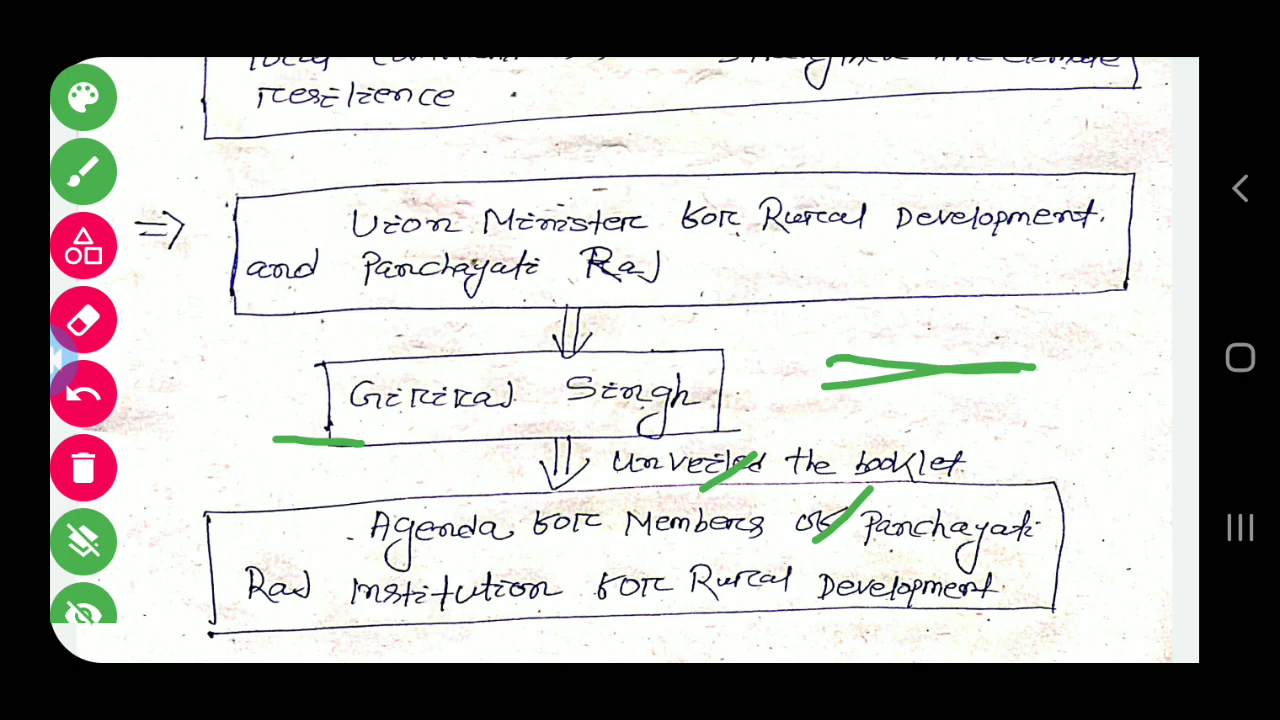 resilience .
=> Uion Minister for Rural Development.
and Panchayati Raj
Giriraj Singh
unveiled the booklet
Agenda for Members of Panchayati
Raj Institution for Rural Development.